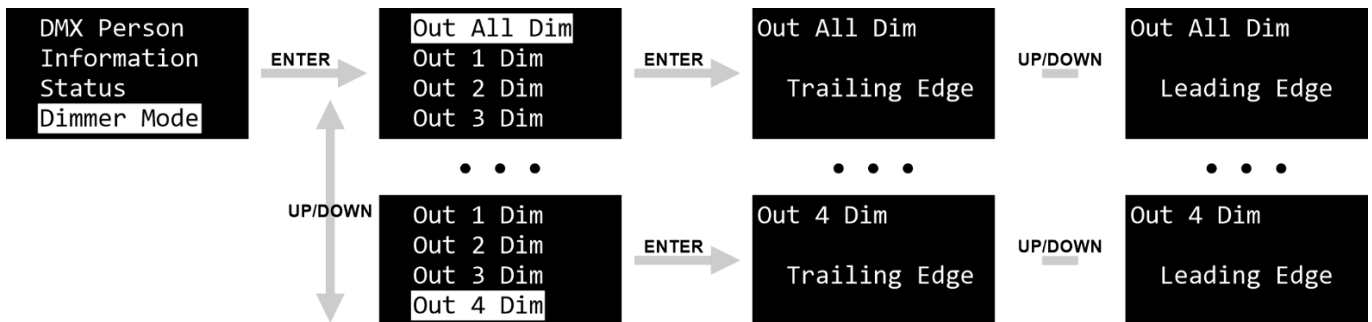 DMX Person
Information
Status
Dimmer Mode
ENTER
Out All Dim
Out 1 Dim
Out 2 Dim
Out 3 Dim
ENTER
Out All Dim
Trailing Edge
UP/DOWN
Out All Dim
Leading Edge
UP/DOWN
Out 1 Dim
Out 2 Dim
Out 3 Dim
Out 4 Dim
ENTER
Out 4 Dim
Trailing Edge
UP/DOWN
Out 4 Dim
Leading Edge